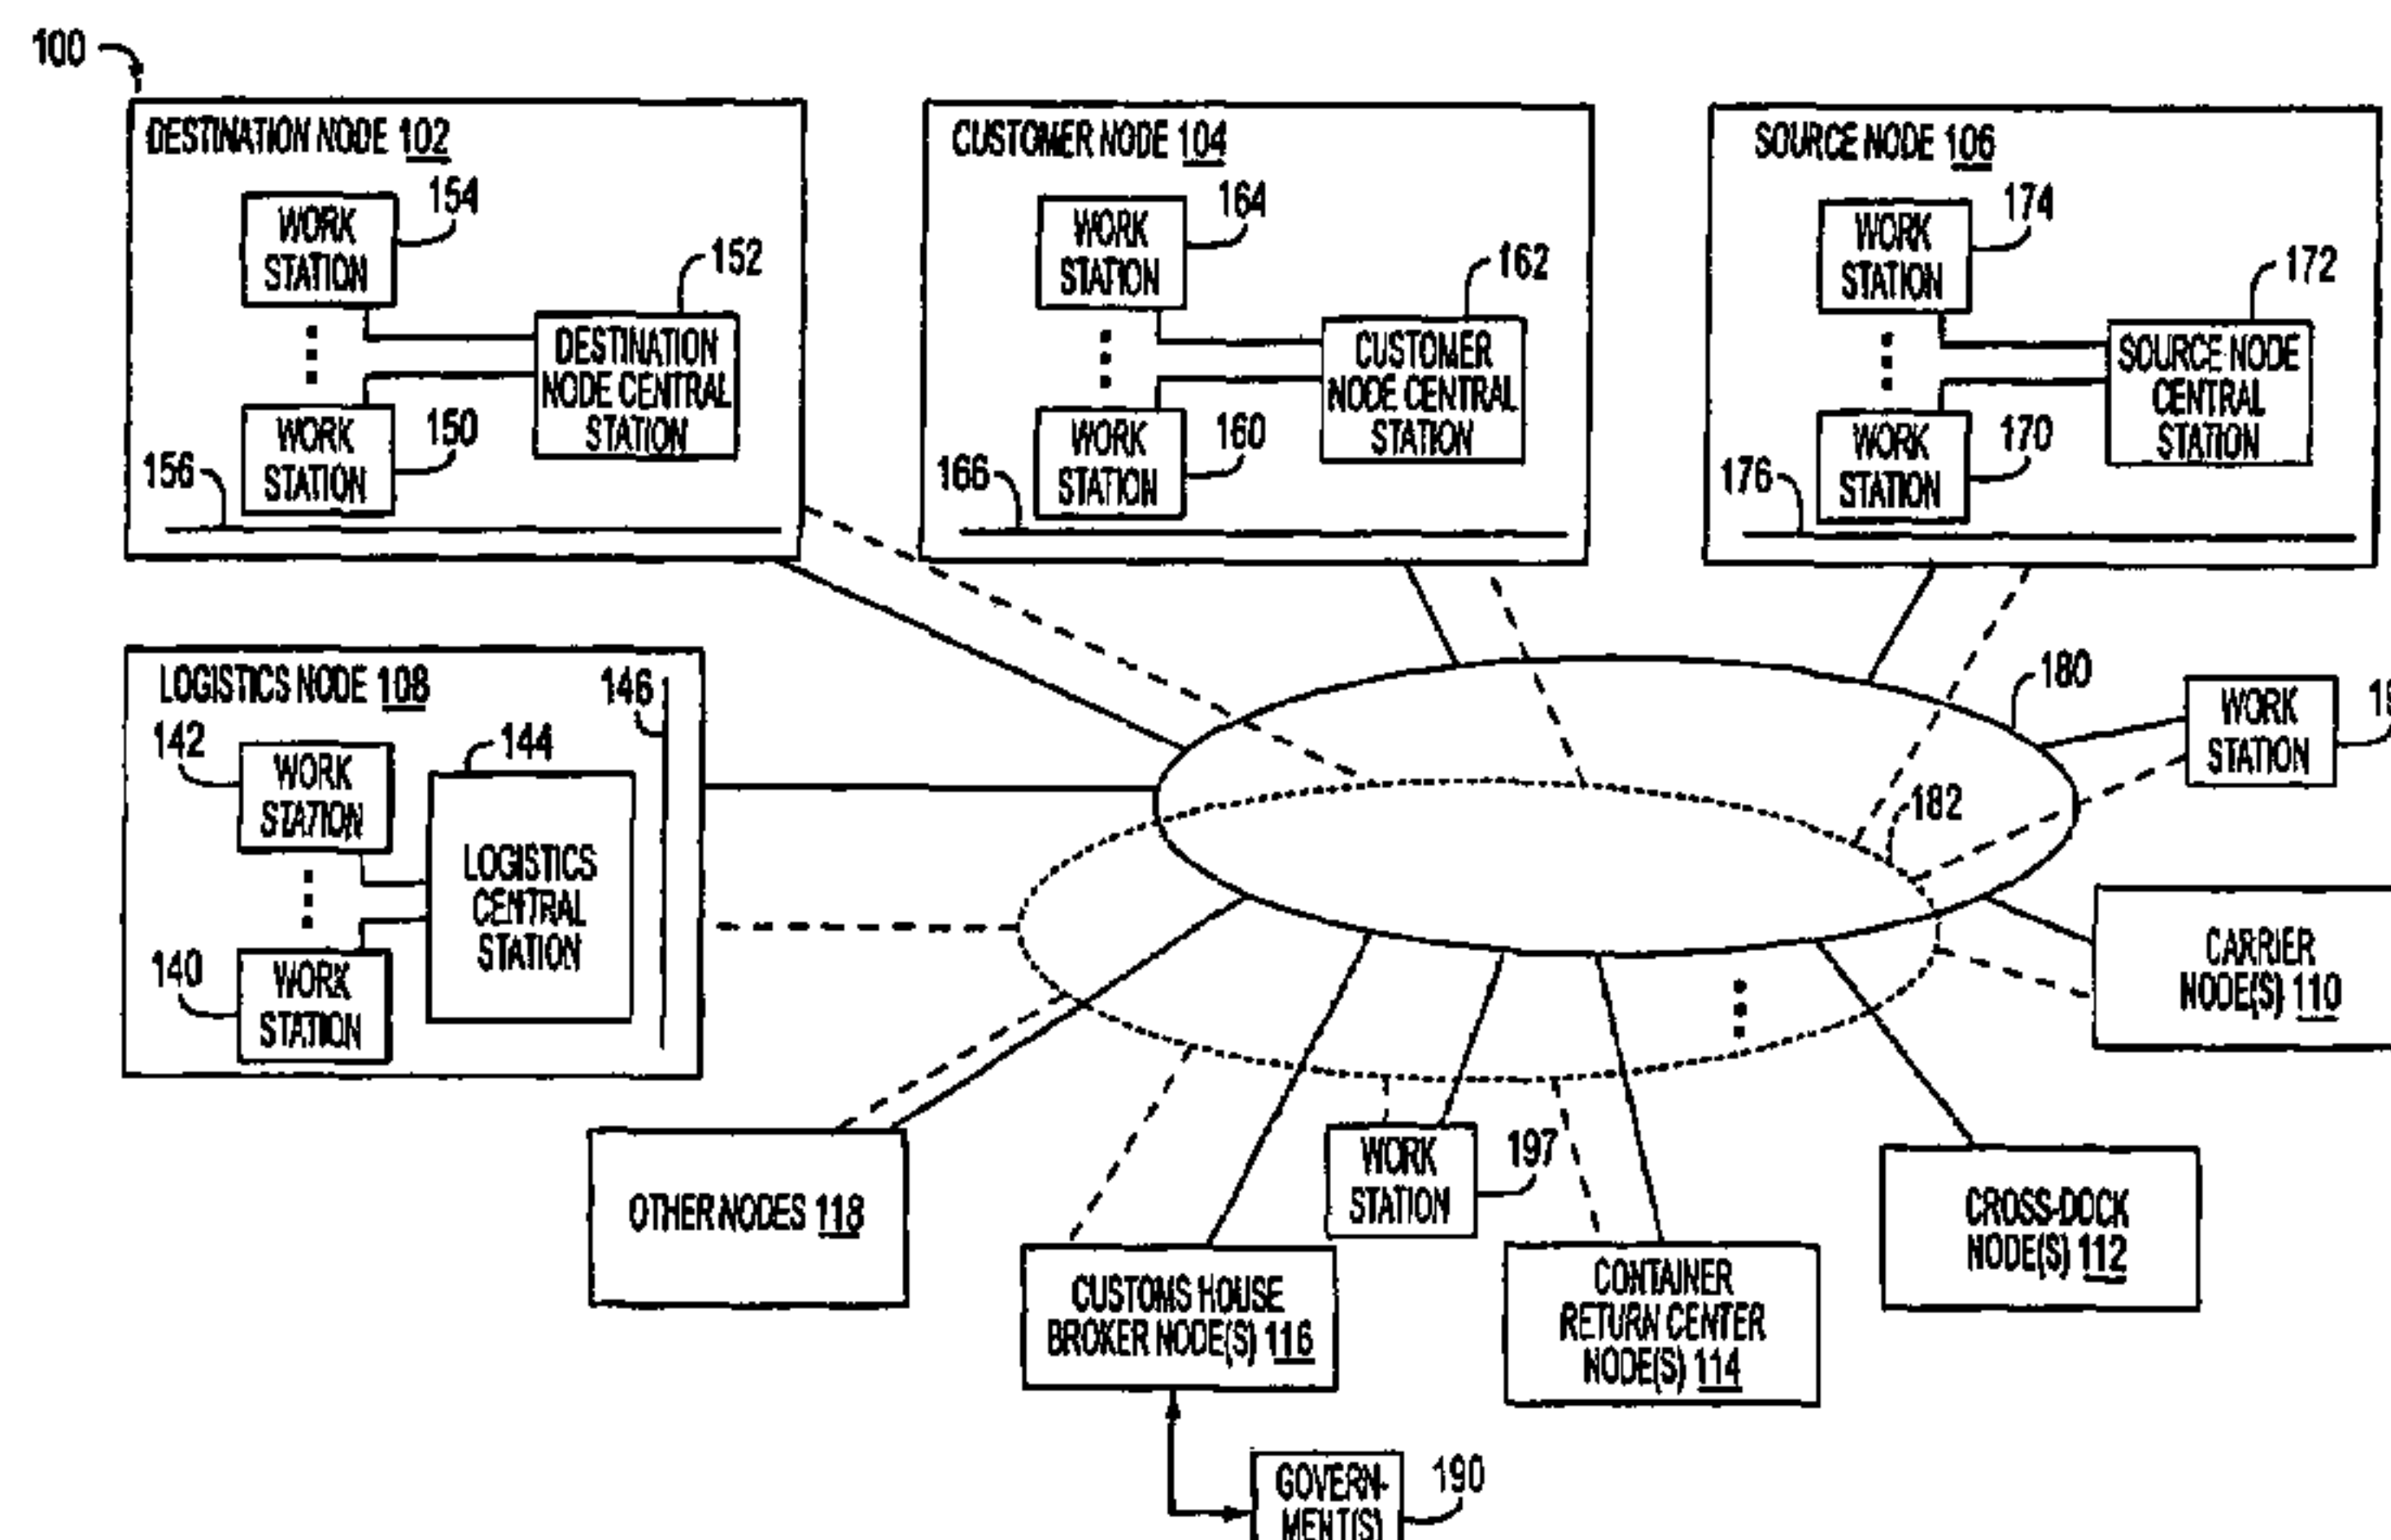 100
DESTINATION NODE 102
154
WORK
STATION
152
DESTINATION
NODE CENTRAL
STATION
150
WORK
STATION
156
CUSTOMER NODE 104
164
WORK
STATION
162
CUSTOMER
NODE CENTRAL
STATION
160
WORK
STATION
166
SOURCE NODE 106
174
WORK
STATION
172
SOURCE NODE
CENTRAL
STATION
170
WORK
STATION
176
LOGISTICS NODE 108
146
142
WORK
STATION
144
LOGISTICS
CENTRAL
STATION
140
WORK
STATION
180
WORK
STATION
182
CARRIER
NODE(S) 110
OTHER NODES 118
WORK
STATION
197
CROSS-DOCK
NODE(S) 112
CUSTOMS HOUSE
BROKER NODE(S) 116
CONTAINER
RETURN CENTER
NODE(S) 114
GOVERN-
MENT(S)
190